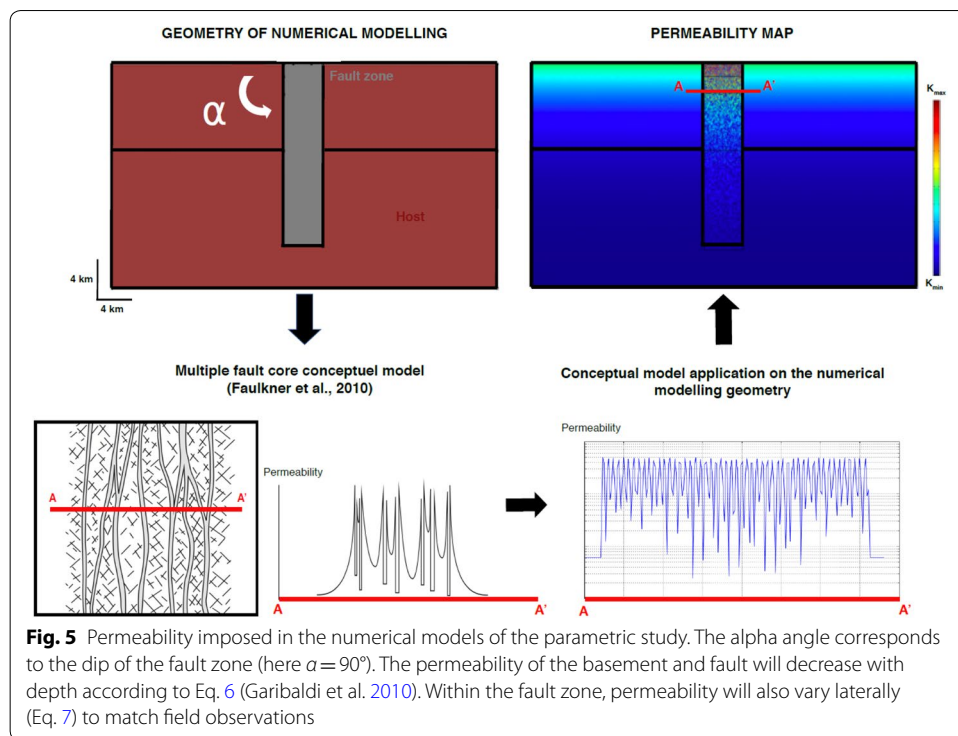 GEOMETRY OF NUMERICAL MODELLING
PERMEABILITY MAP
Fault zone
α
Host
4 km
4 km
A
A'
K max
K min
Multiple fault core conceptuel model
(Faulkner et al., 2010)
Conceptual model application on the numerical
modelling geometry
A
A'
Permeability
A
A'
Permeability
A
A'
Fig. 5 Permeability imposed in the numerical models of the parametric study. The alpha angle corresponds
to the dip of the fault zone (here α = 90°). The permeability of the basement and fault will decrease with
depth according to Eq. 6 (Garibaldi et al. 2010). Within the fault zone, permeability will also vary laterally
(Eq. 7) to match field observations